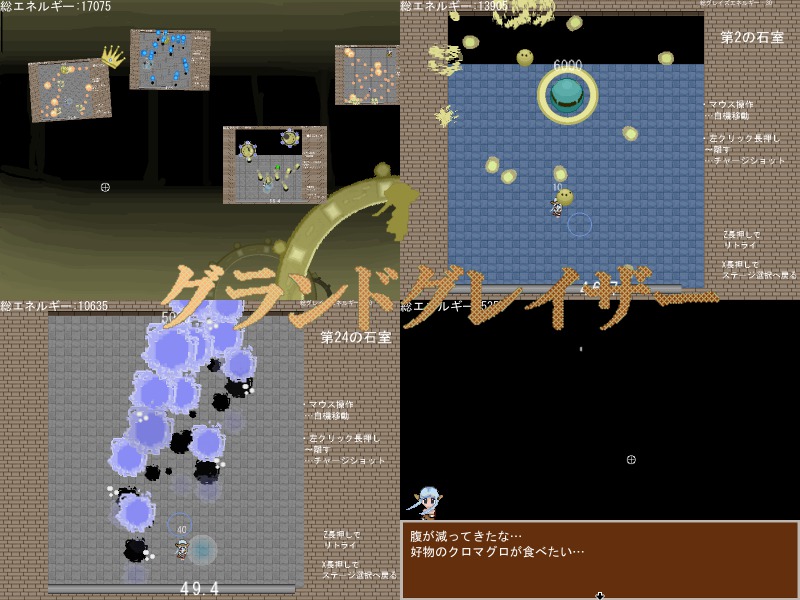 総エネルギー:17075
総エネルギー:13905
第2の石室
6000
・マウス操作
…自機移動
・左クリック長押し
～離す
…チャージショット
10
Z長押しで
リトライ
X長押しで
ステージ選択へ戻る
グランドグレイザー
総エネルギー:10635
第24の石室
・マウス操作
…自機移動
・左クリック長押し
～離す
…チャージショット
40
Z長押しで
リトライ
X長押しで
ステージ選択へ戻る
49.4
腹が減ってきたな…
好物のクロマグロが食べたい…